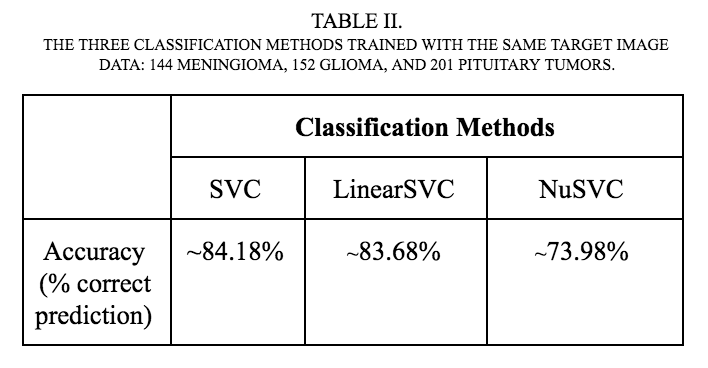 TABLE II.
THE THREE CLASSIFICATION METHODS TRAINED WITH THE SAME TARGET IMAGE
DATA: 144 MENINGIOMA, 152 GLIOMA, AND 201 PITUITARY TUMORS.
Classification Methods
SVC LinearSVC NuSVC
Accuracy ~84.18% ~83.68% ~73.98%
(% correct
prediction)